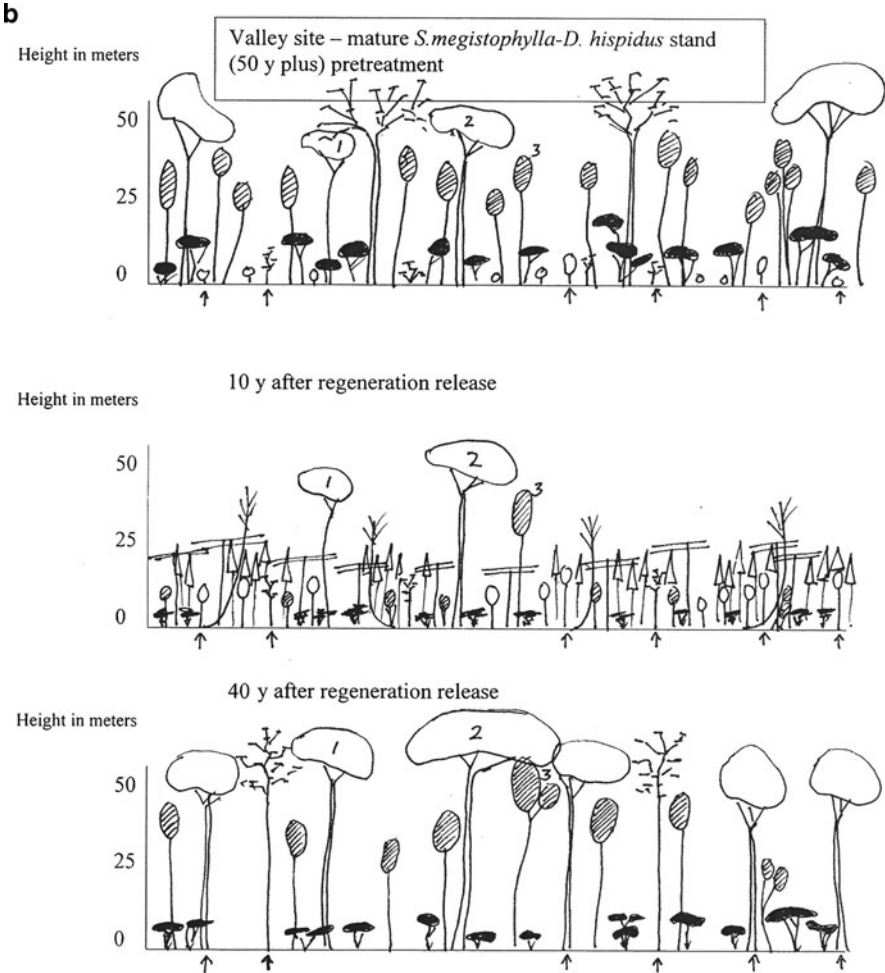 b
Valley site – mature S.megistophylla-D. hispidus stand
(50 y plus) pretreatment
Height in meters
50
25
0
1
2
3
10 y after regeneration release
Height in meters
50
25
0
1
2
3
40 y after regeneration release
Height in meters
50
25
0
1
2
3